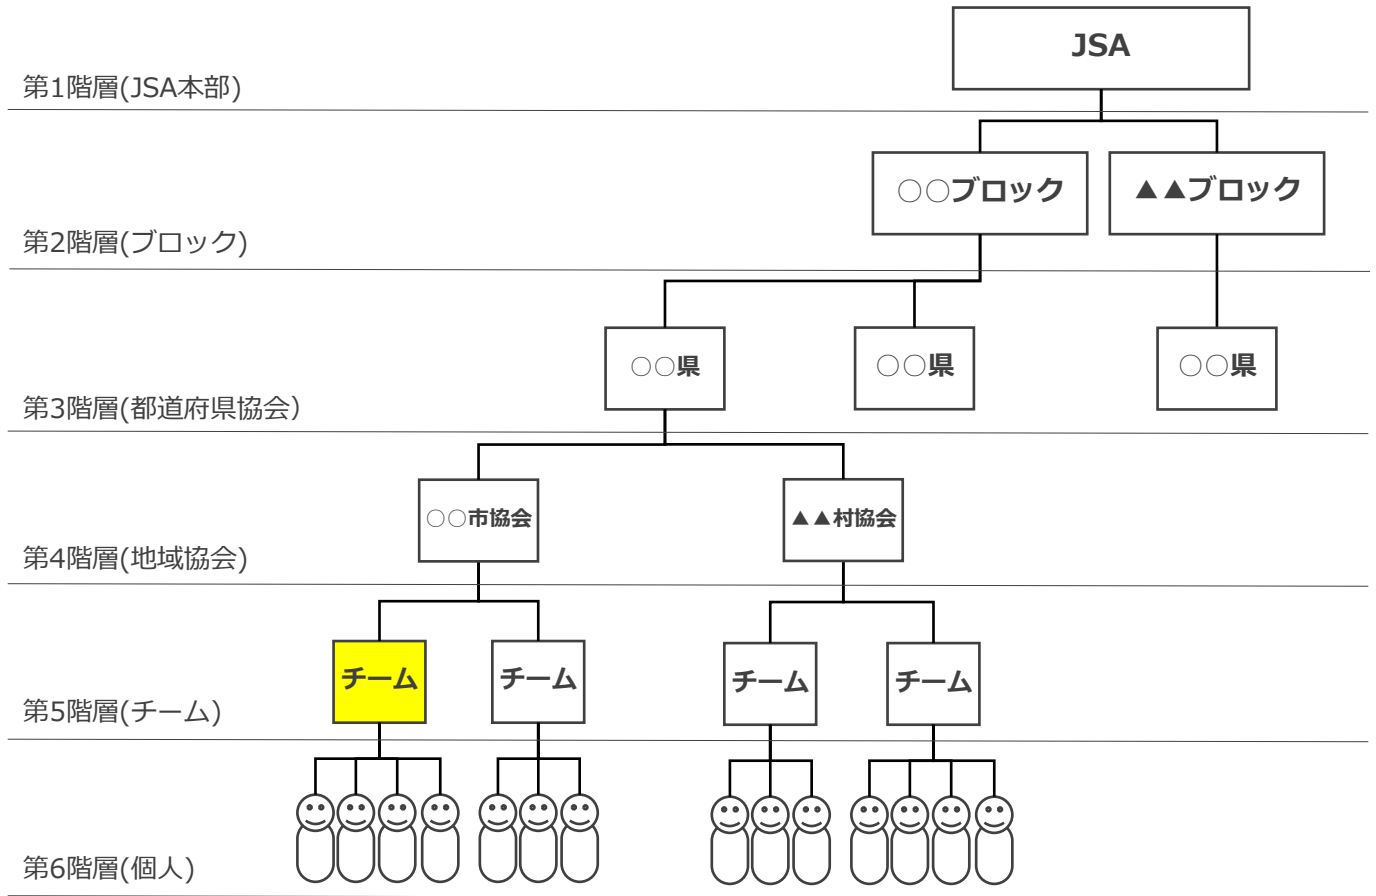 JSA
第1階層(JSA本部)
○○ブロック
▲▲ブロック
第2階層(ブロック)
○○県
○○県
○○県
第3階層(都道府県協会）
○○市協会
▲▲村協会
第4階層(地域協会)
チーム
チーム
チーム
チーム
第5階層(チーム)
第6階層(個人)